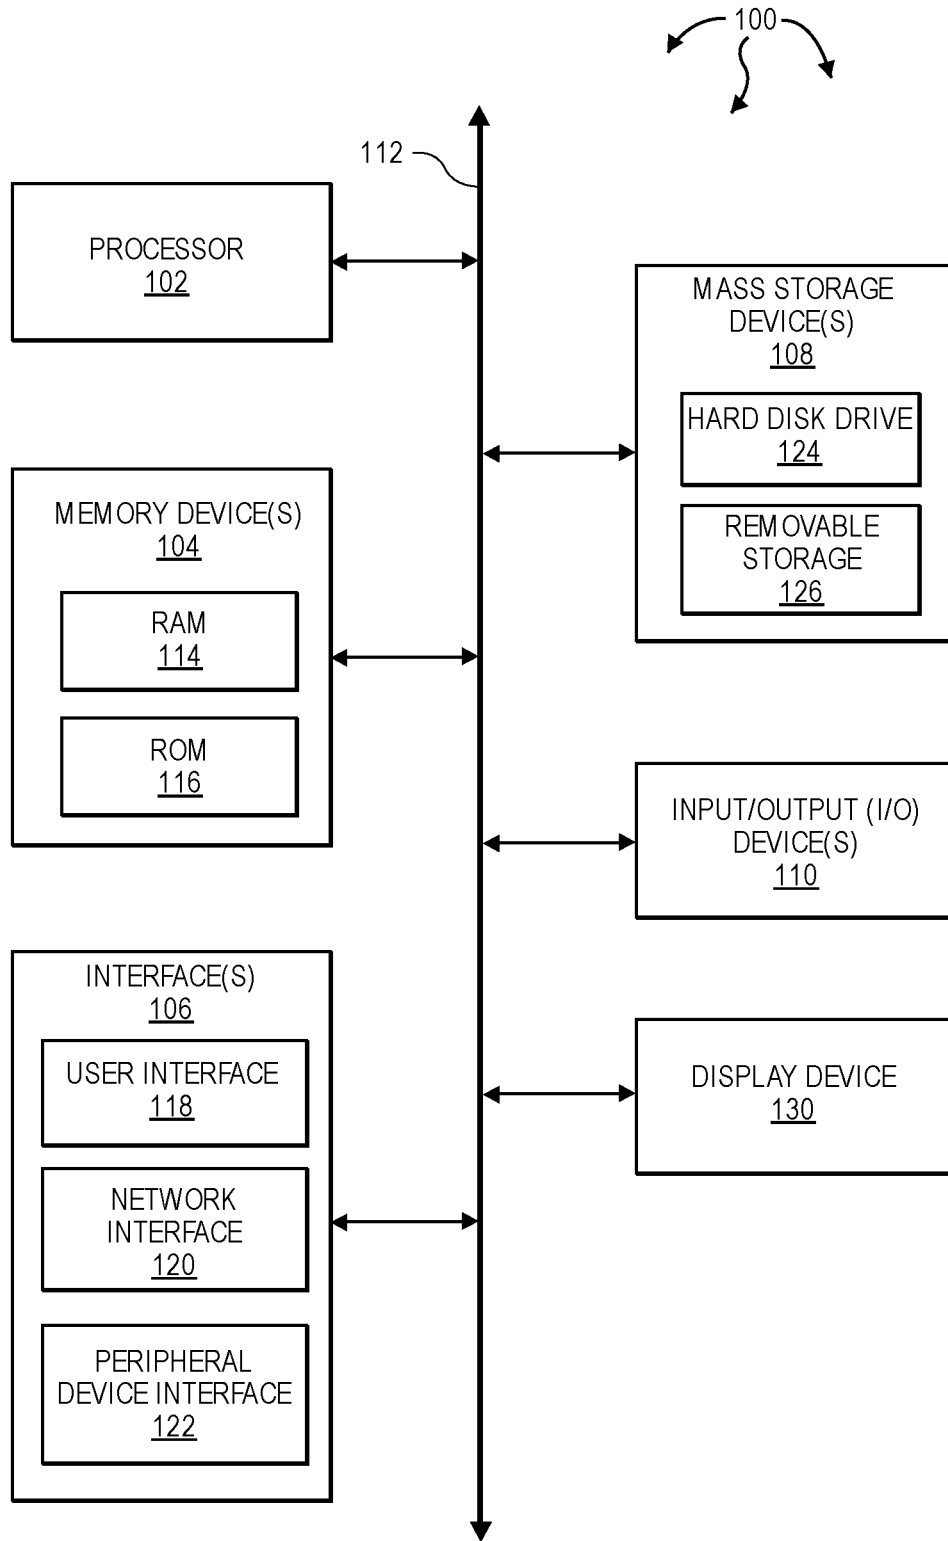 100
112
PROCESSOR
102
MEMORY DEVICE(S)
104
RAM
114
ROM
116
INTERFACE(S)
106
USER INTERFACE
118
NETWORK
INTERFACE
120
PERIPHERAL
DEVICE INTERFACE
122
MASS STORAGE
DEVICE(S)
108
HARD DISK DRIVE
124
REMOVABLE
STORAGE
126
INPUT/OUTPUT (I/O)
DEVICE(S)
110
DISPLAY DEVICE
130